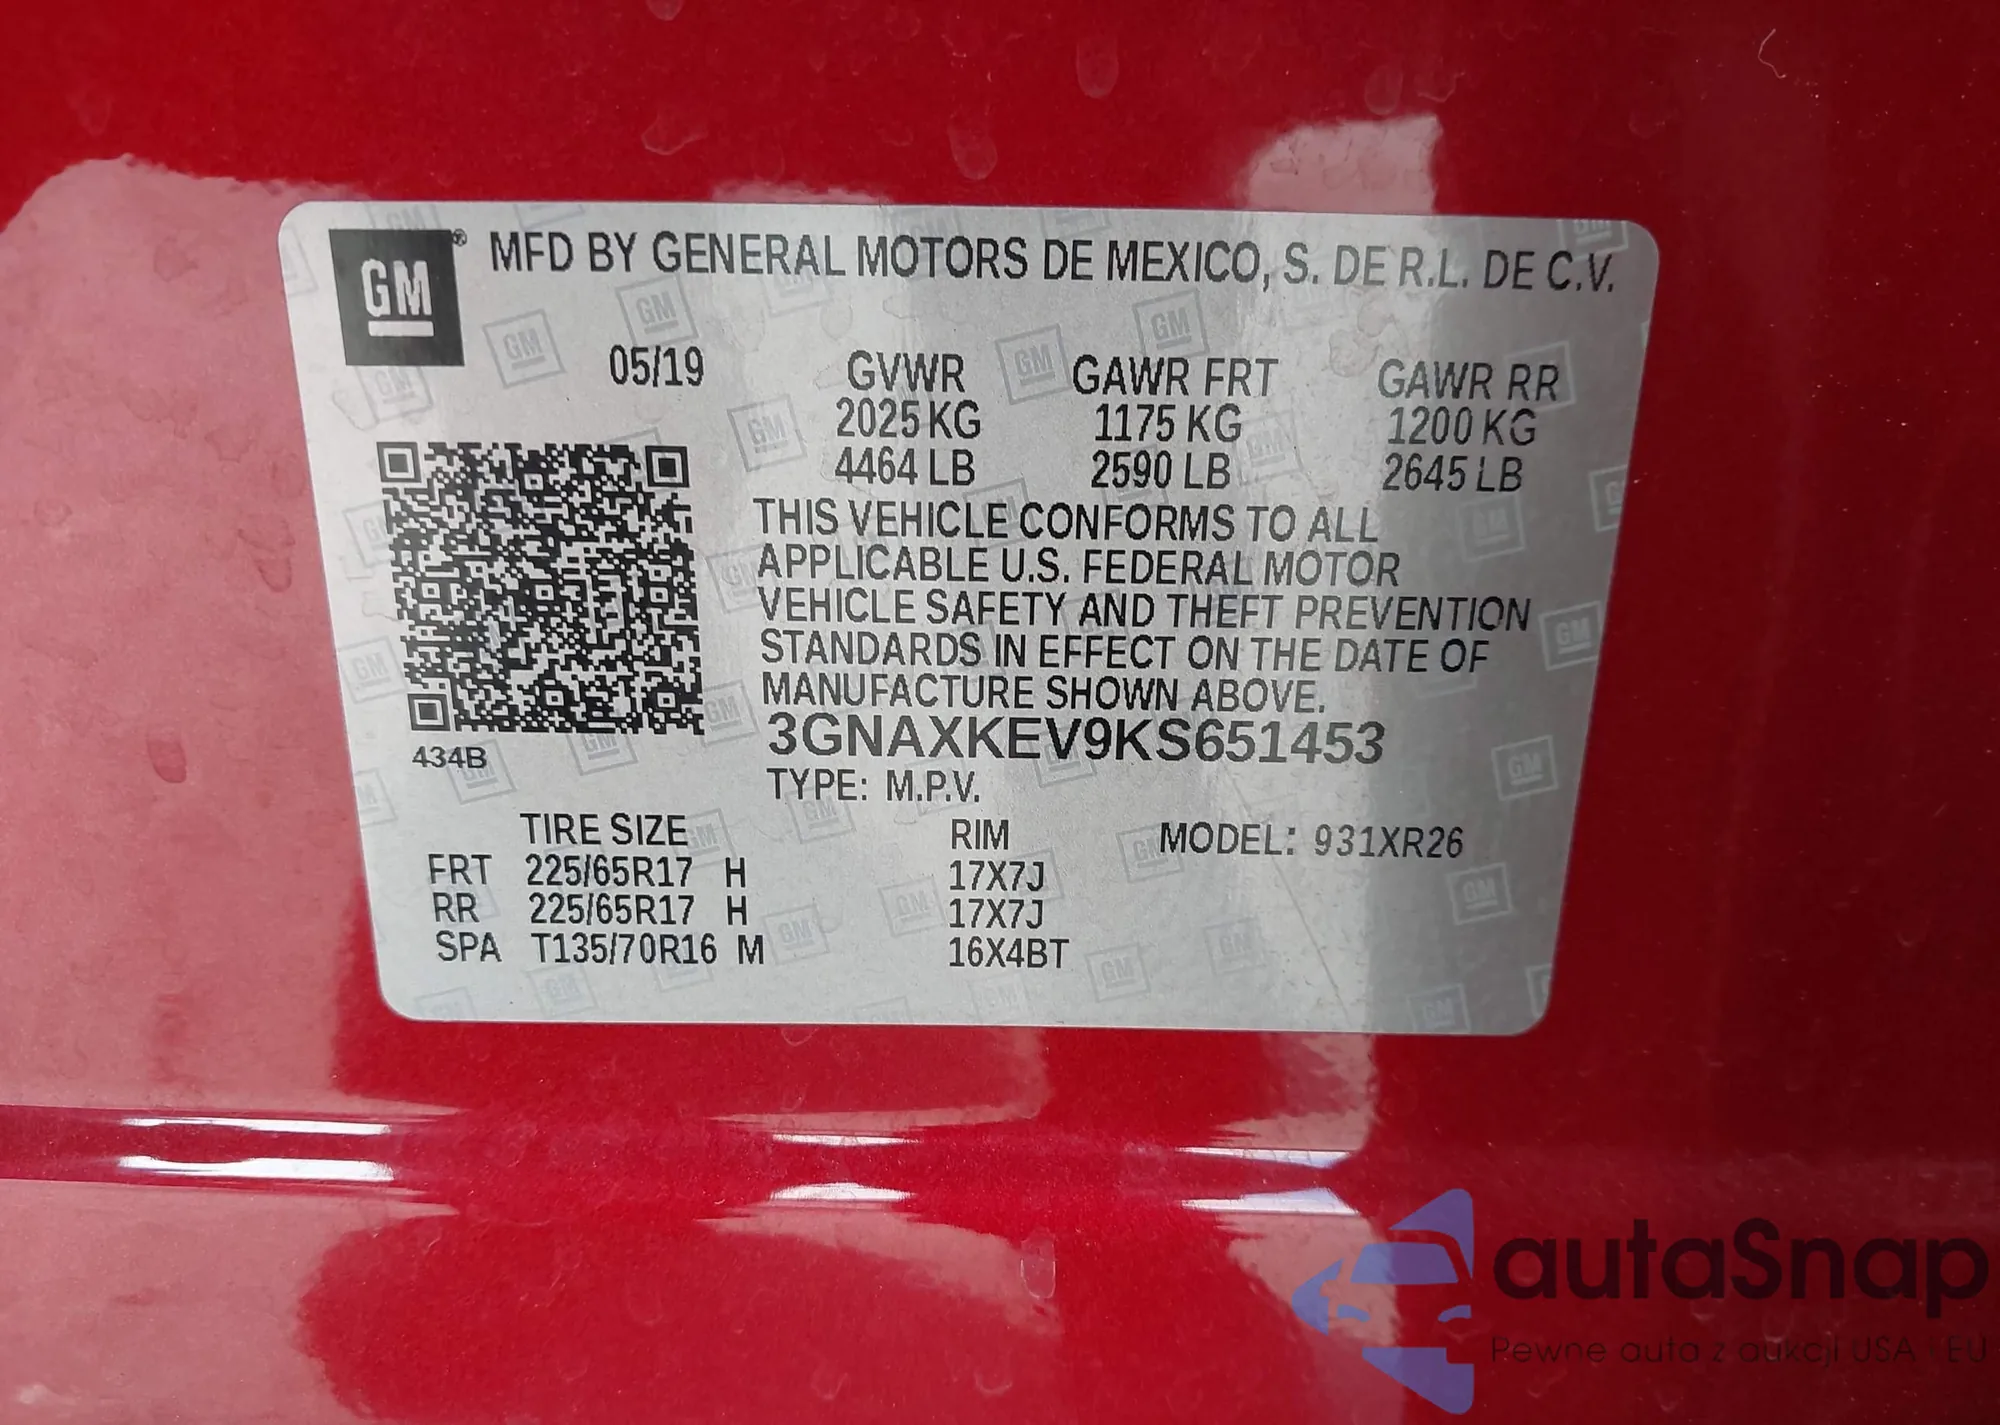 GM® MFD BY GENERAL MOTORS DE MEXICO, S. DE R.L. DE C.V.
05/19 GVWR GAWR FRT GAWR RR
2025 KG 1175 KG 1200 KG
4464 LB 2590 LB 2645 LB
THIS VEHICLE CONFORMS TO ALL
APPLICABLE U.S. FEDERAL MOTOR
VEHICLE SAFETY AND THEFT PREVENTION
STANDARDS IN EFFECT ON THE DATE OF
MANUFACTURE SHOWN ABOVE.
3GNAXKEV9KS651453
434B
TYPE: M.P.V.
TIRE SIZE RIM MODEL: 931XR26
FRT 225/65R17 H 17X7J
RR 225/65R17 H 17X7J
SPA T135/70R16 M 16X4BT
autaSnap
Pewne auta z aukcji USA i EU